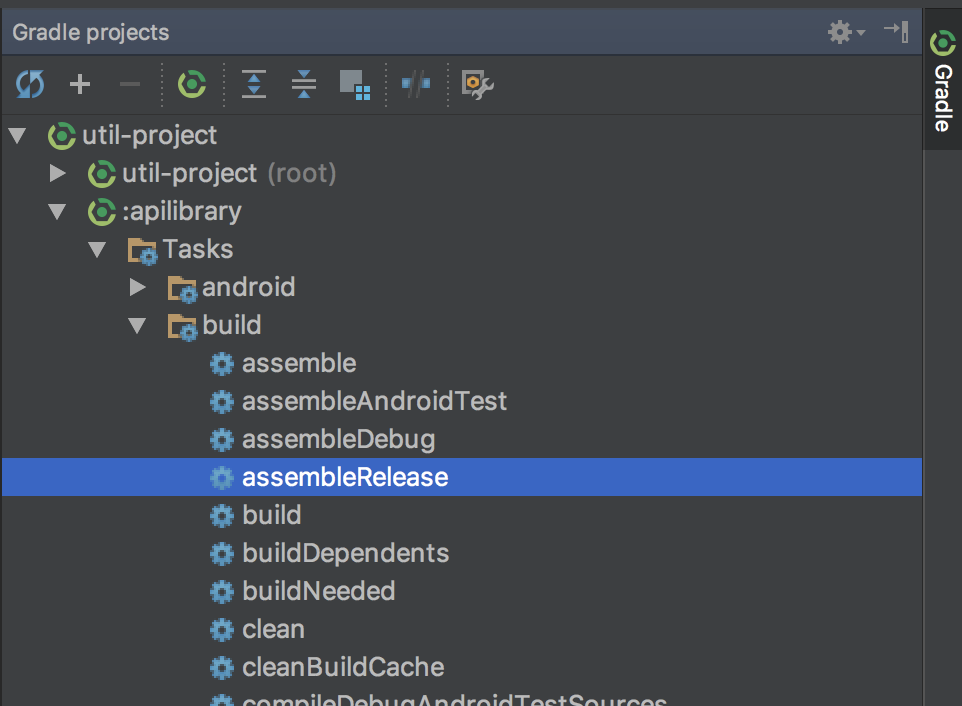 Gradle projects
Gradle
util-project
util-project (root)
:apilibrary
Tasks
android
build
assemble
assembleAndroidTest
assembleDebug
assembleRelease
build
buildDependents
buildNeeded
clean
cleanBuildCache
compileDebugAndroidTestSources